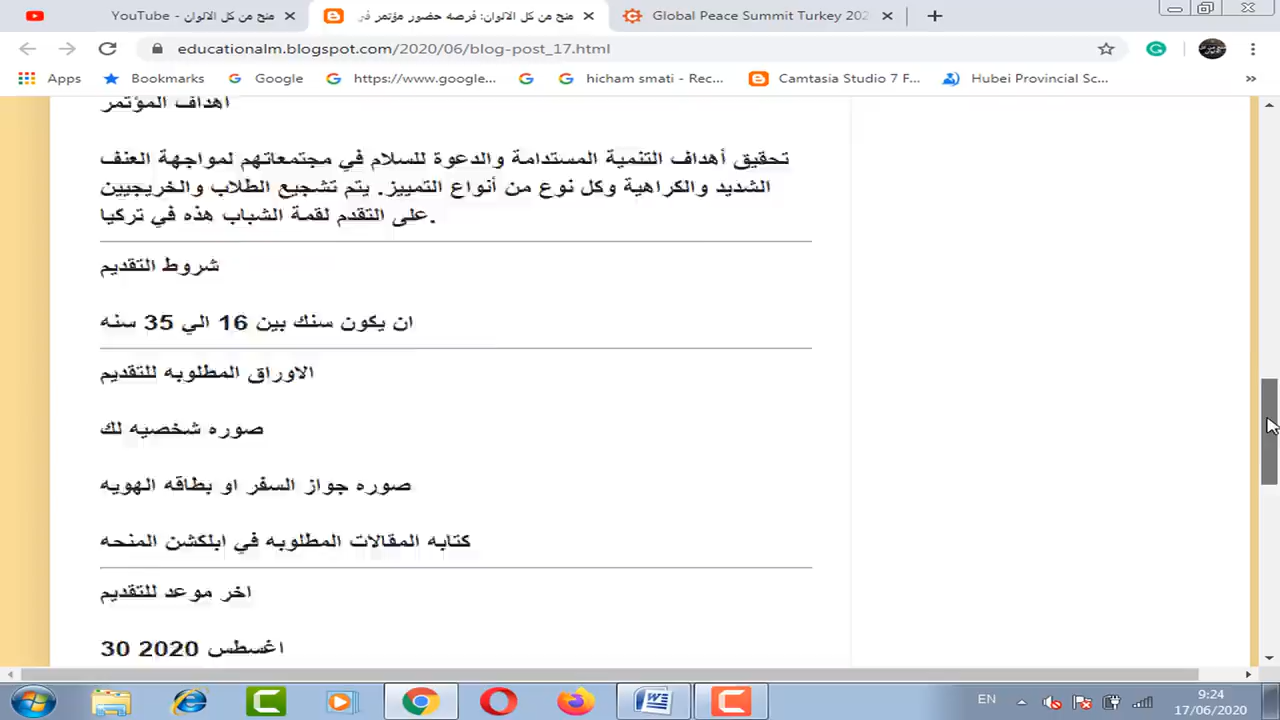 منح من كل الالوان - YouTube
منح من كل الالوان: فرصه حضور مؤتمر في
Global Peace Summit Turkey 202
educationalm.blogspot.com/2020/06/blog-post_17.html
Apps
Bookmarks
Google
https://www.google...
hicham smati - Rec...
Camtasia Studio 7 F...
Hubei Provincial Sc...
»
اهداف المؤتمر
تحقيق أهداف التنمية المستدامة والدعوة للسلام في مجتمعاتهم لمواجهة العنف
الشديد والكراهية وكل نوع من أنواع التمييز. يتم تشجيع الطلاب والخريجيين
على التقدم لقمة الشباب هذه في تركيا.
شروط التقديم
ان يكون سنك بين 16 الي 35 سنه
الاوراق المطلوبه للتقديم
صوره شخصيه لك
صوره جواز السفر او بطاقه الهويه
كتابه المقالات المطلوبه في ابلكشن المنحه
اخر موعد للتقديم
30 اغسطس 2020
EN
9:24
17/06/2020